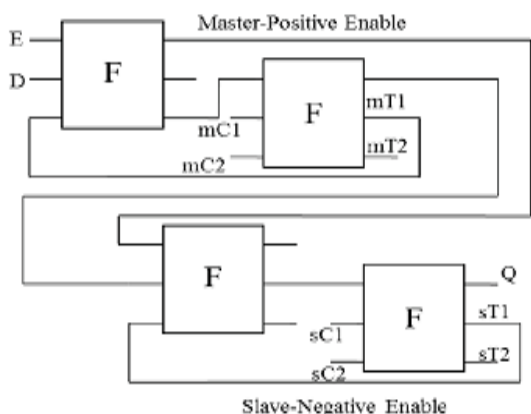 Master-Positive Enable
E
F
D
F
mT1
mC1
mC2
mT2
F
Q
F
sT1
sC1
sT2
sC2
Slave-Negative Enable